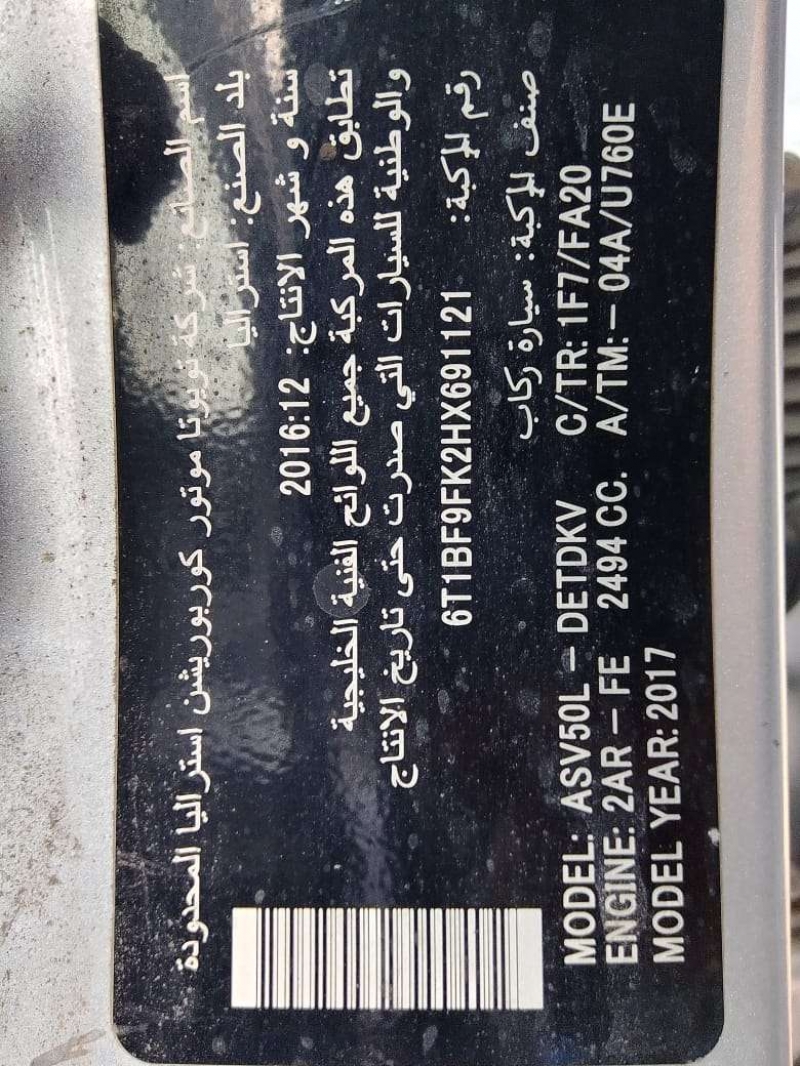 اسم الصانع: شركة تويوتا موتور كوربوريشن استراليا المحدودة
بلد الصنع: استراليا
سنة و شهر الانتاج: 2016:12
تطابق هذه المركبة جميع اللوائح الفنية الخليجية
والوطنية للسيارات التي صدرت حتى تاريخ الانتاج
رقم المركبة: 6T1BF9FK2HX691121
صنف المركبة: سيارة ركاب
MODEL: ASV50L – DETDKV C/TR: 1F7/FA20
ENGINE: 2AR – FE 2494 CC. A/TM: – 04A/U760E
MODEL YEAR: 2017